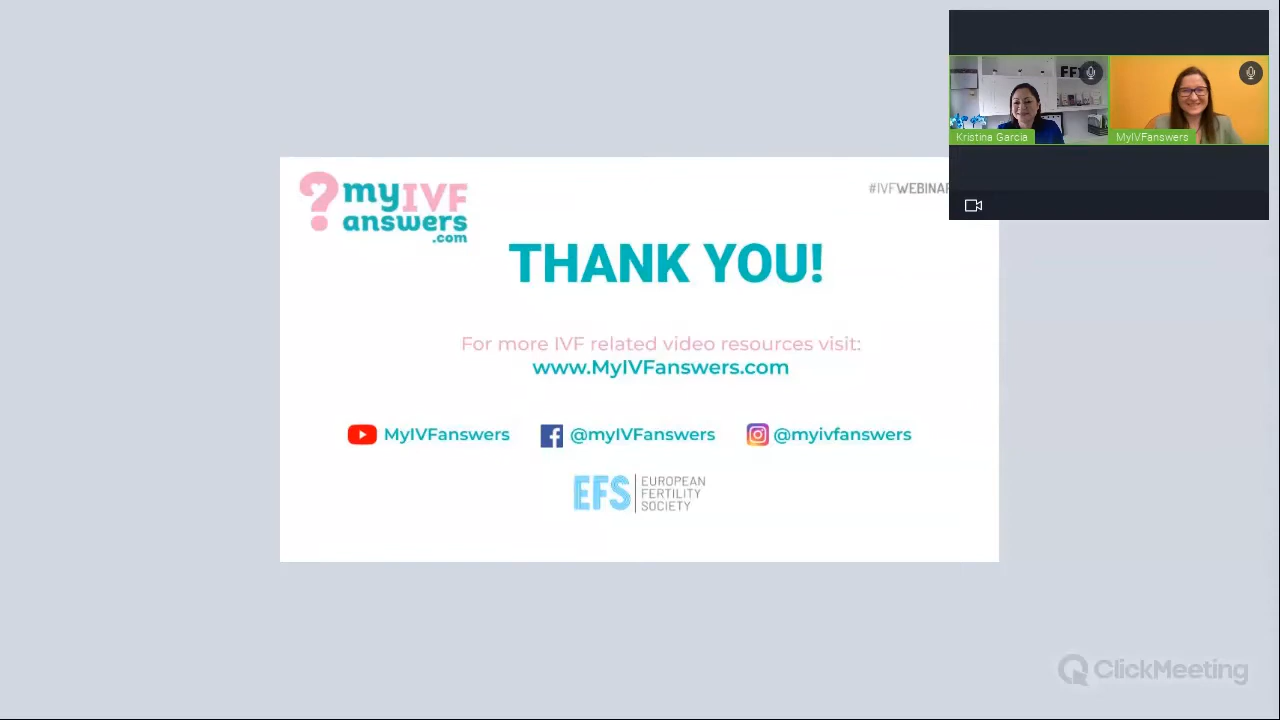 FF
Kristina Garcia
MyIVFanswers
? myIVF
answers
.com
#IVFWEBINAR
THANK YOU!
For more IVF related video resources visit:
www.MyIVFanswers.com
MyIVFanswers
@myIVFanswers
@myivfanswers
EFS
EUROPEAN
FERTILITY
SOCIETY
ClickMeeting